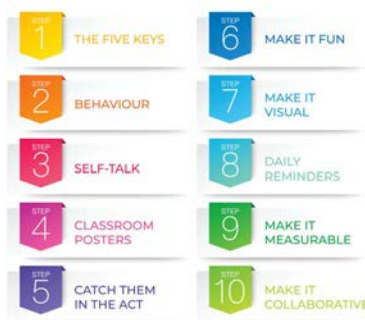 STEP
1
THE FIVE KEYS
STEP
2
BEHAVIOUR
STEP
3
SELF-TALK
STEP
4
CLASSROOM
POSTERS
STEP
5
CATCH THEM
IN THE ACT
STEP
6
MAKE IT FUN
STEP
7
MAKE IT
VISUAL
STEP
8
DAILY
REMINDERS
STEP
9
MAKE IT
MEASURABLE
STEP
10
MAKE IT
COLLABORATIVE